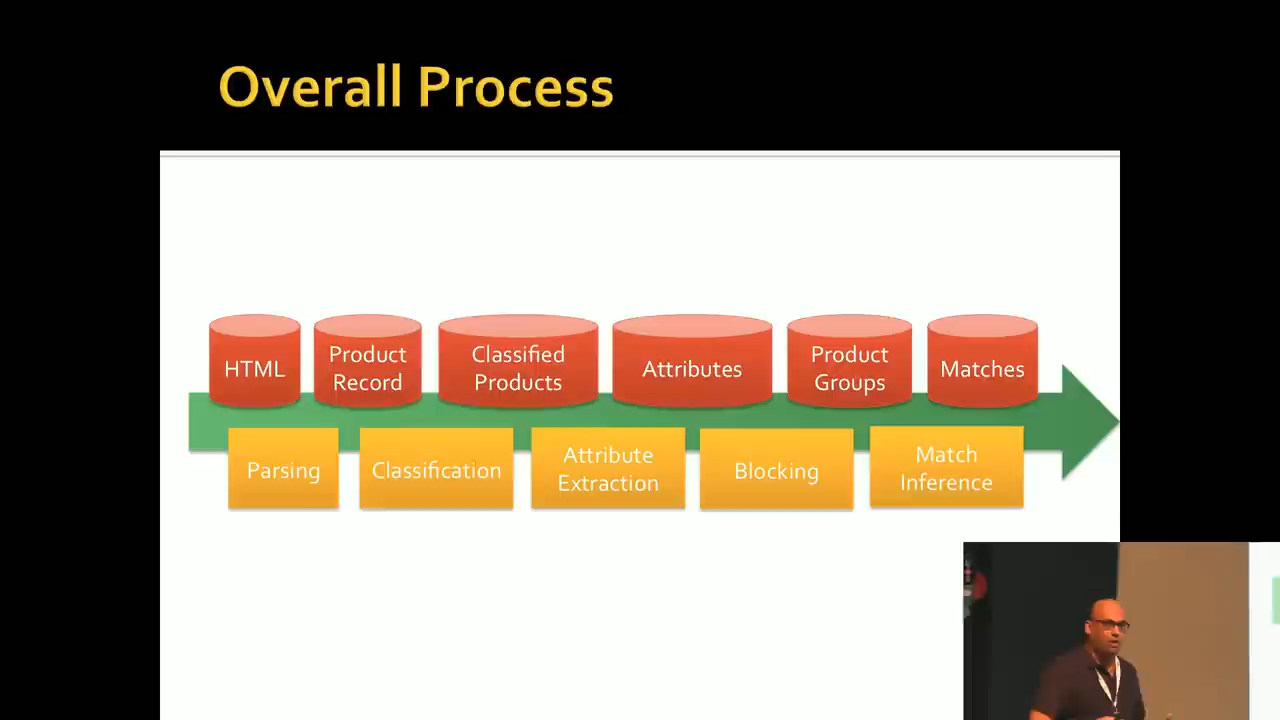 Overall Process
HTML
Product
Record
Classified
Products
Attributes
Product
Groups
Matches
Parsing
Classification
Attribute
Extraction
Blocking
Match
Inference